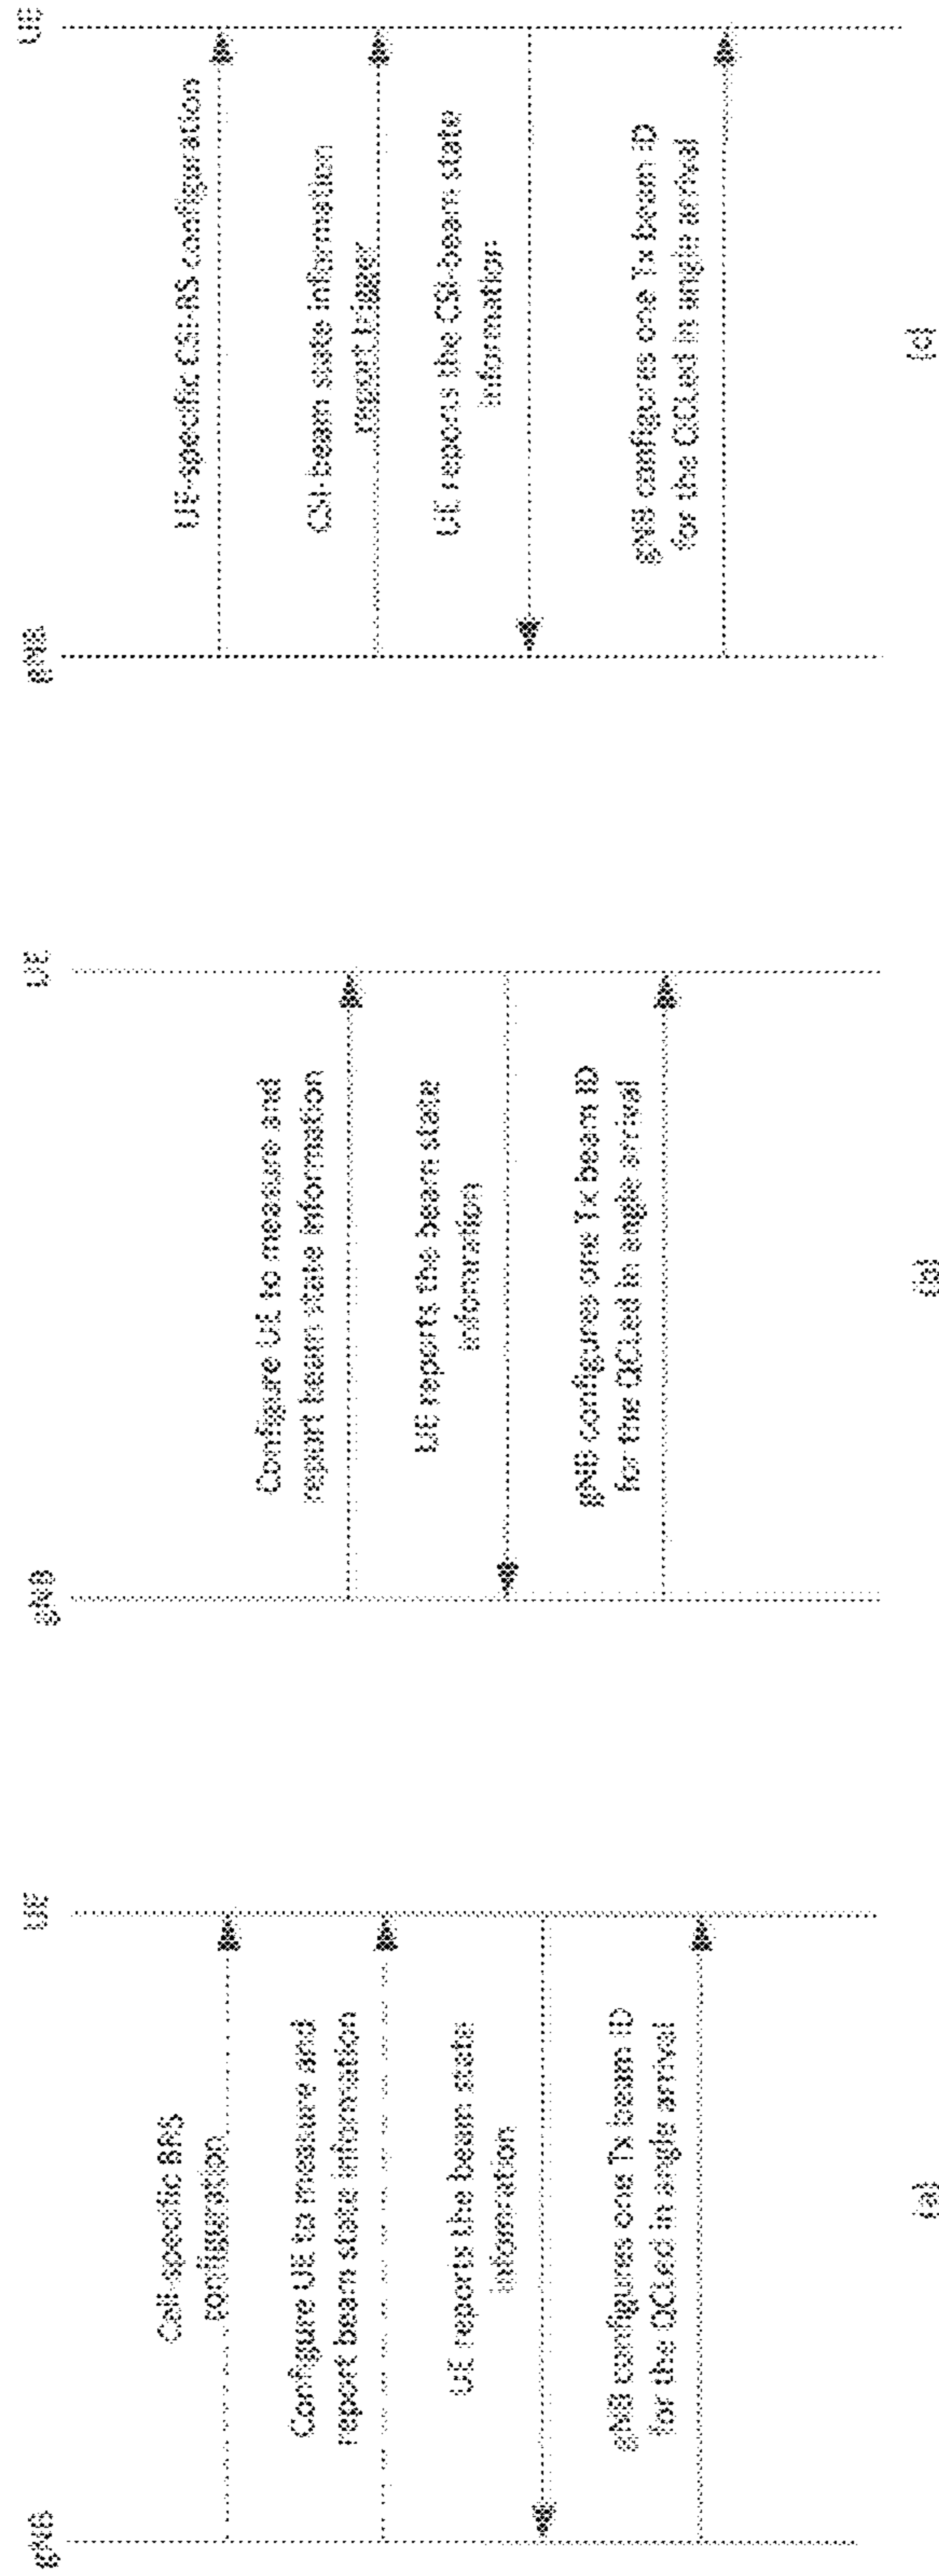 gNB
UE
Cell-specific BRS
configuration
Configure UE to measure and
report beam state information
UE reports the beam state
information
gNB configures one Tx beam ID
for the QCLed in angle arrival
(a)
gNB
UE
Configure UE to measure and
report beam state information
UE reports the beam state
information
gNB configures one Tx beam ID
for the QCLed in angle arrival
(b)
gNB
UE
UE-specific CSI-RS configuration
CSI-beam state information
report trigger
UE reports the CSI-beam state
information
gNB configures one Tx beam ID
for the QCLed in angle arrival
(c)